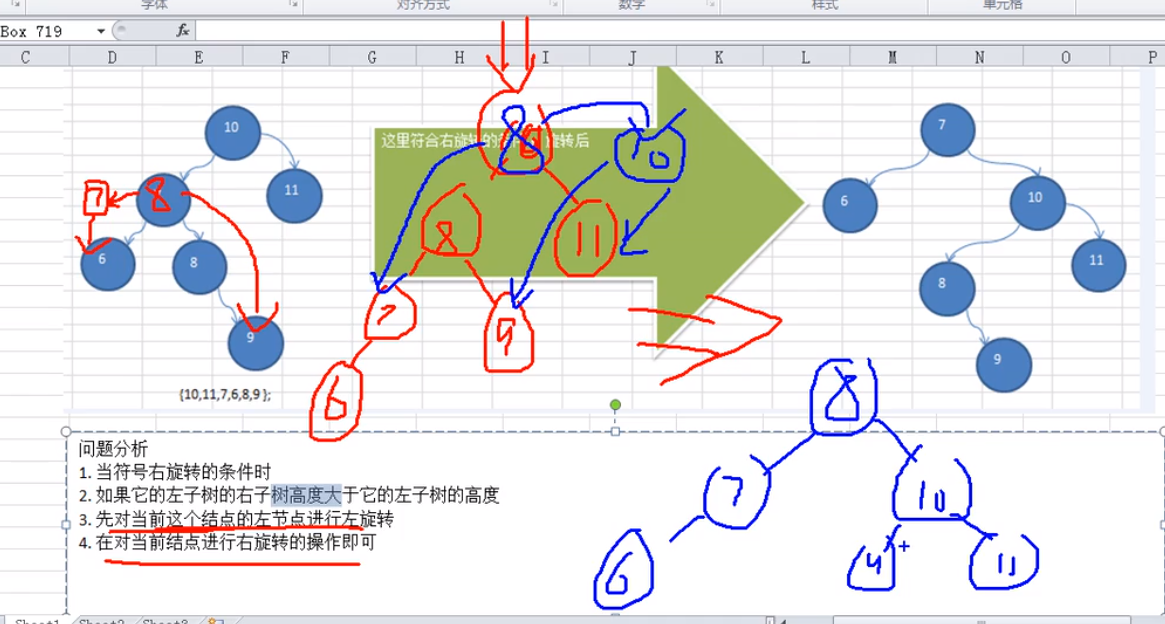 字体
对齐方式
数字
样式
单元格
Box 719
fx
C D E F G H I J K L M N O P
10
11
7
8
6
8
9
{10,11,7,6,8,9 };
这里符合右旋转的
旋转后
8
10
8
11
7
9
6
7
6
10
8
11
9
问题分析
1. 当符号右旋转的条件时
2. 如果它的左子树的右子树高度大于它的左子树的高度
3. 先对当前这个结点的左节点进行左旋转
4. 在对当前结点进行右旋转的操作即可
8
7
10
6
11
Sheet1 Sheet2 Sheet3